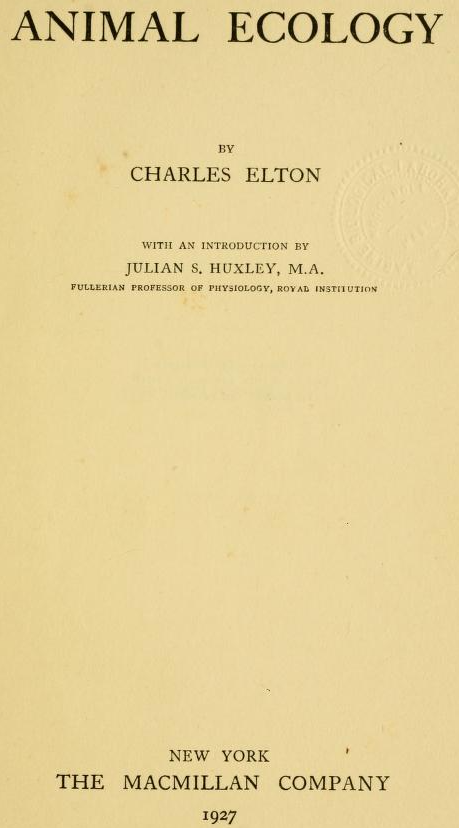 ANIMAL ECOLOGY
BY
CHARLES ELTON
WITH AN INTRODUCTION BY
JULIAN S. HUXLEY, M.A.
FULLERIAN PROFESSOR OF PHYSIOLOGY, ROYAL INSTITUTION
NEW YORK
THE MACMILLAN COMPANY
1927